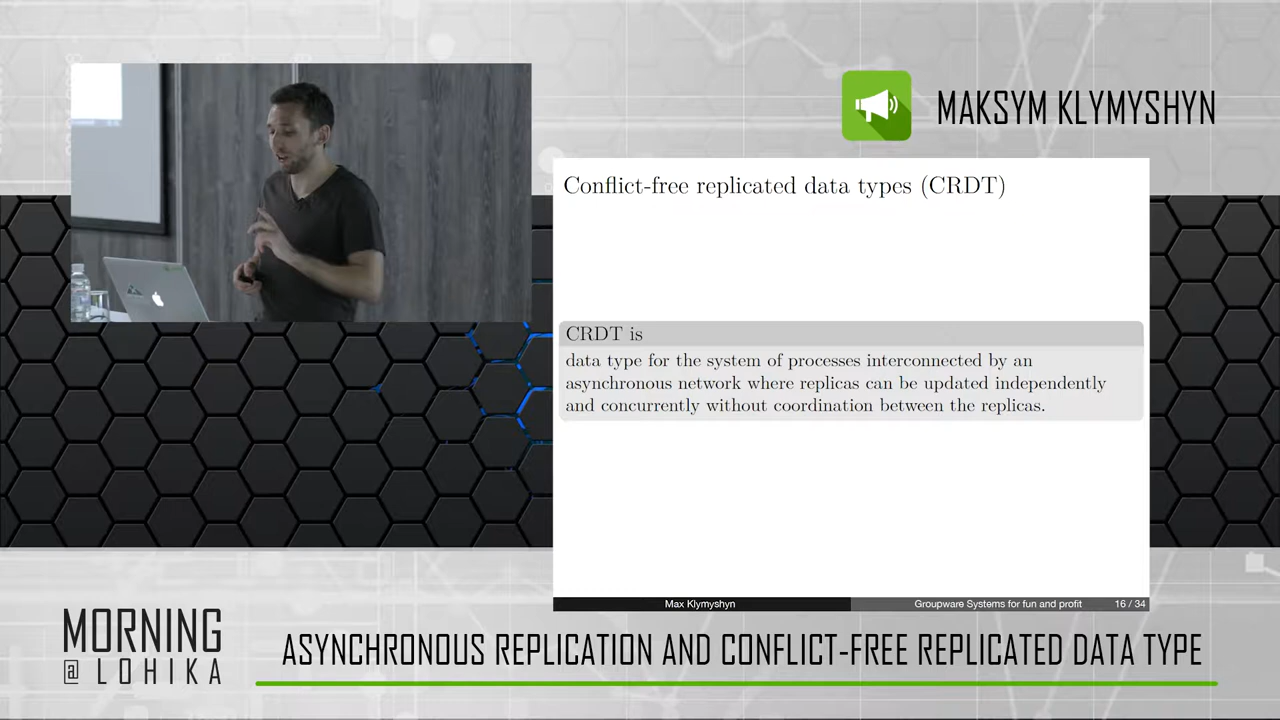 MAKSYM KLYMYSHYN
Conflict-free replicated data types (CRDT)
CRDT is
data type for the system of processes interconnected by an
asynchronous network where replicas can be updated independently
and concurrently without coordination between the replicas.
Max Klymyshyn
Groupware Systems for fun and profit
16 / 34
MORNING
@ LOHIKA
ASYNCHRONOUS REPLICATION AND CONFLICT-FREE REPLICATED DATA TYPE